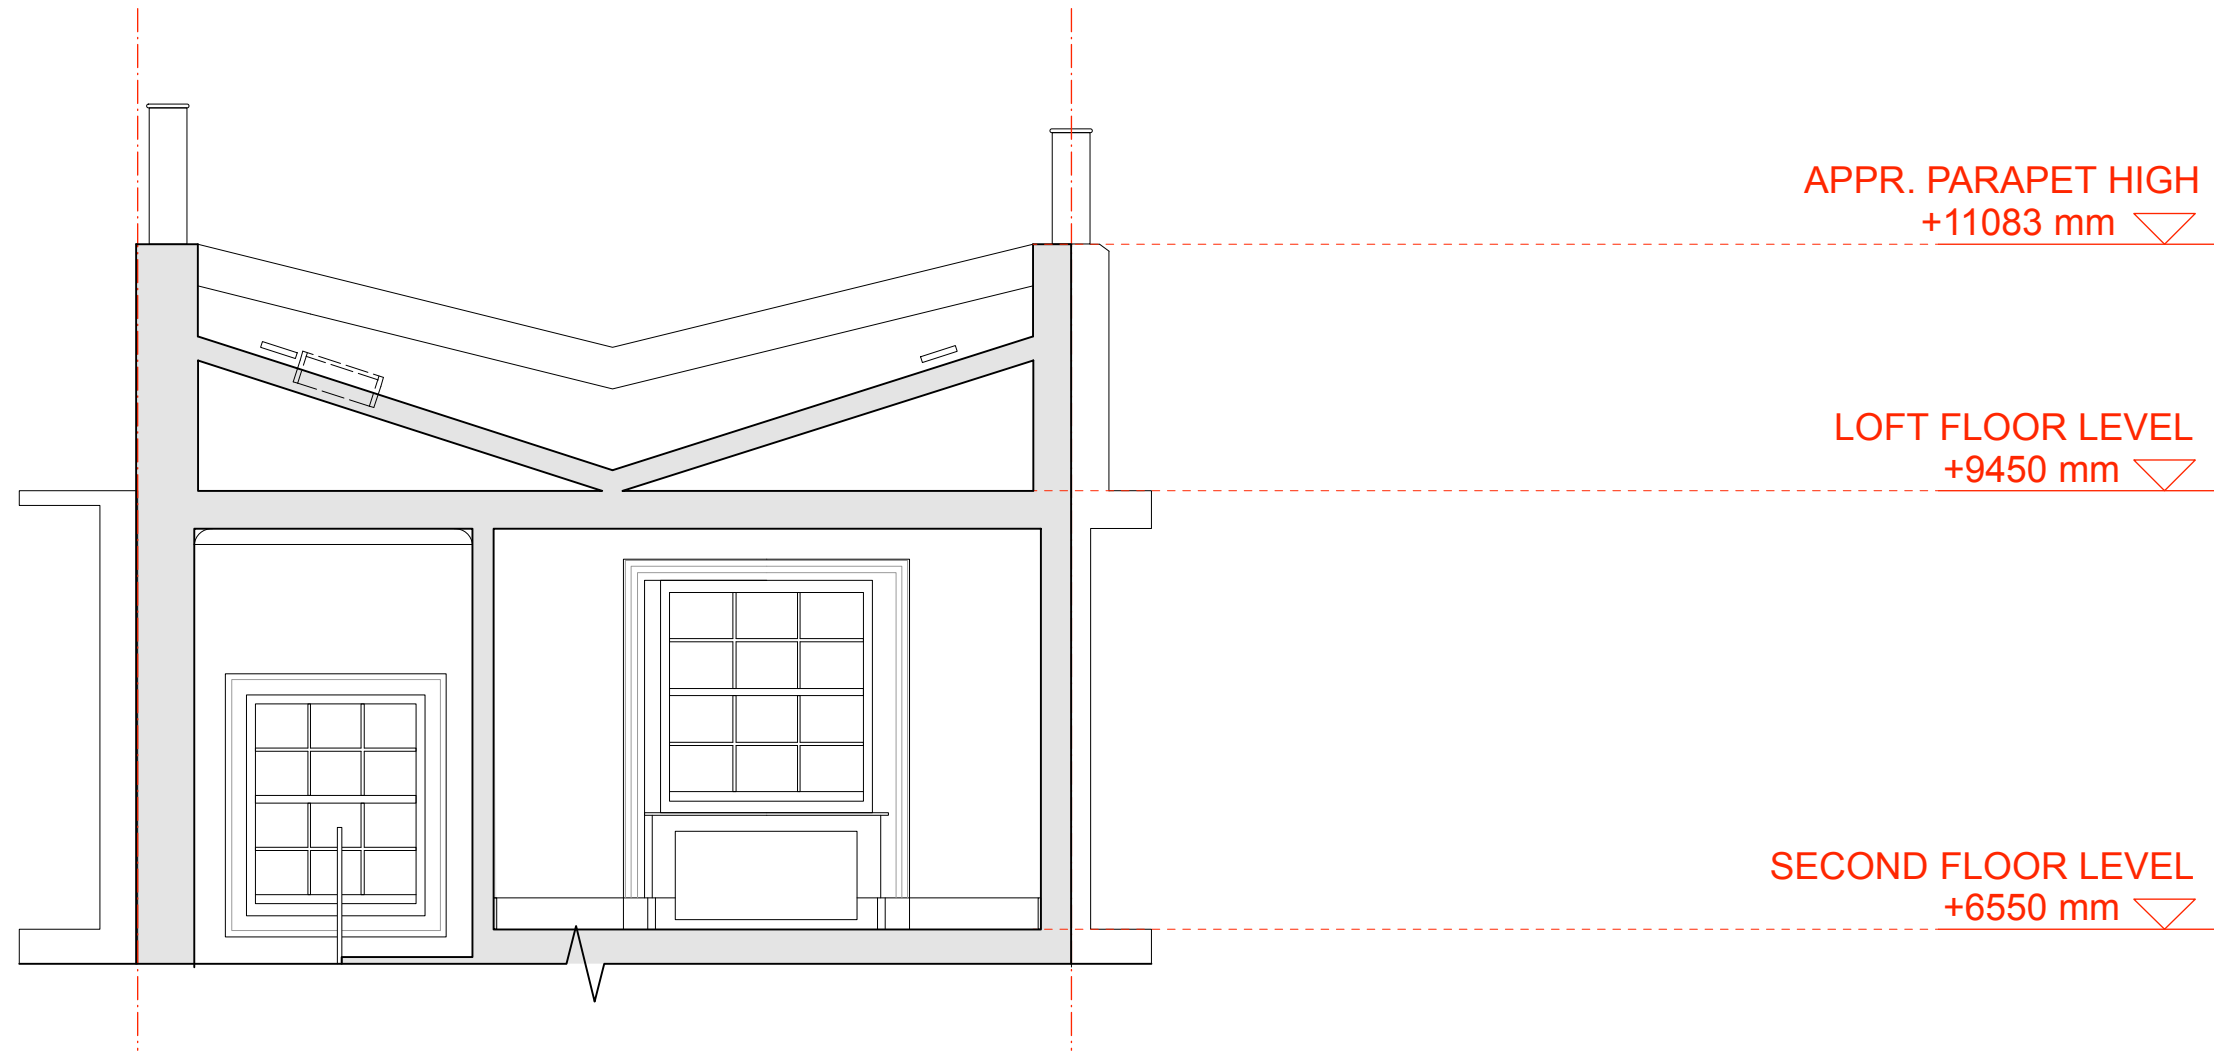 APPR. PARAPET HIGH
+11083 mm
LOFT FLOOR LEVEL
+9450 mm
SECOND FLOOR LEVEL
+6550 mm